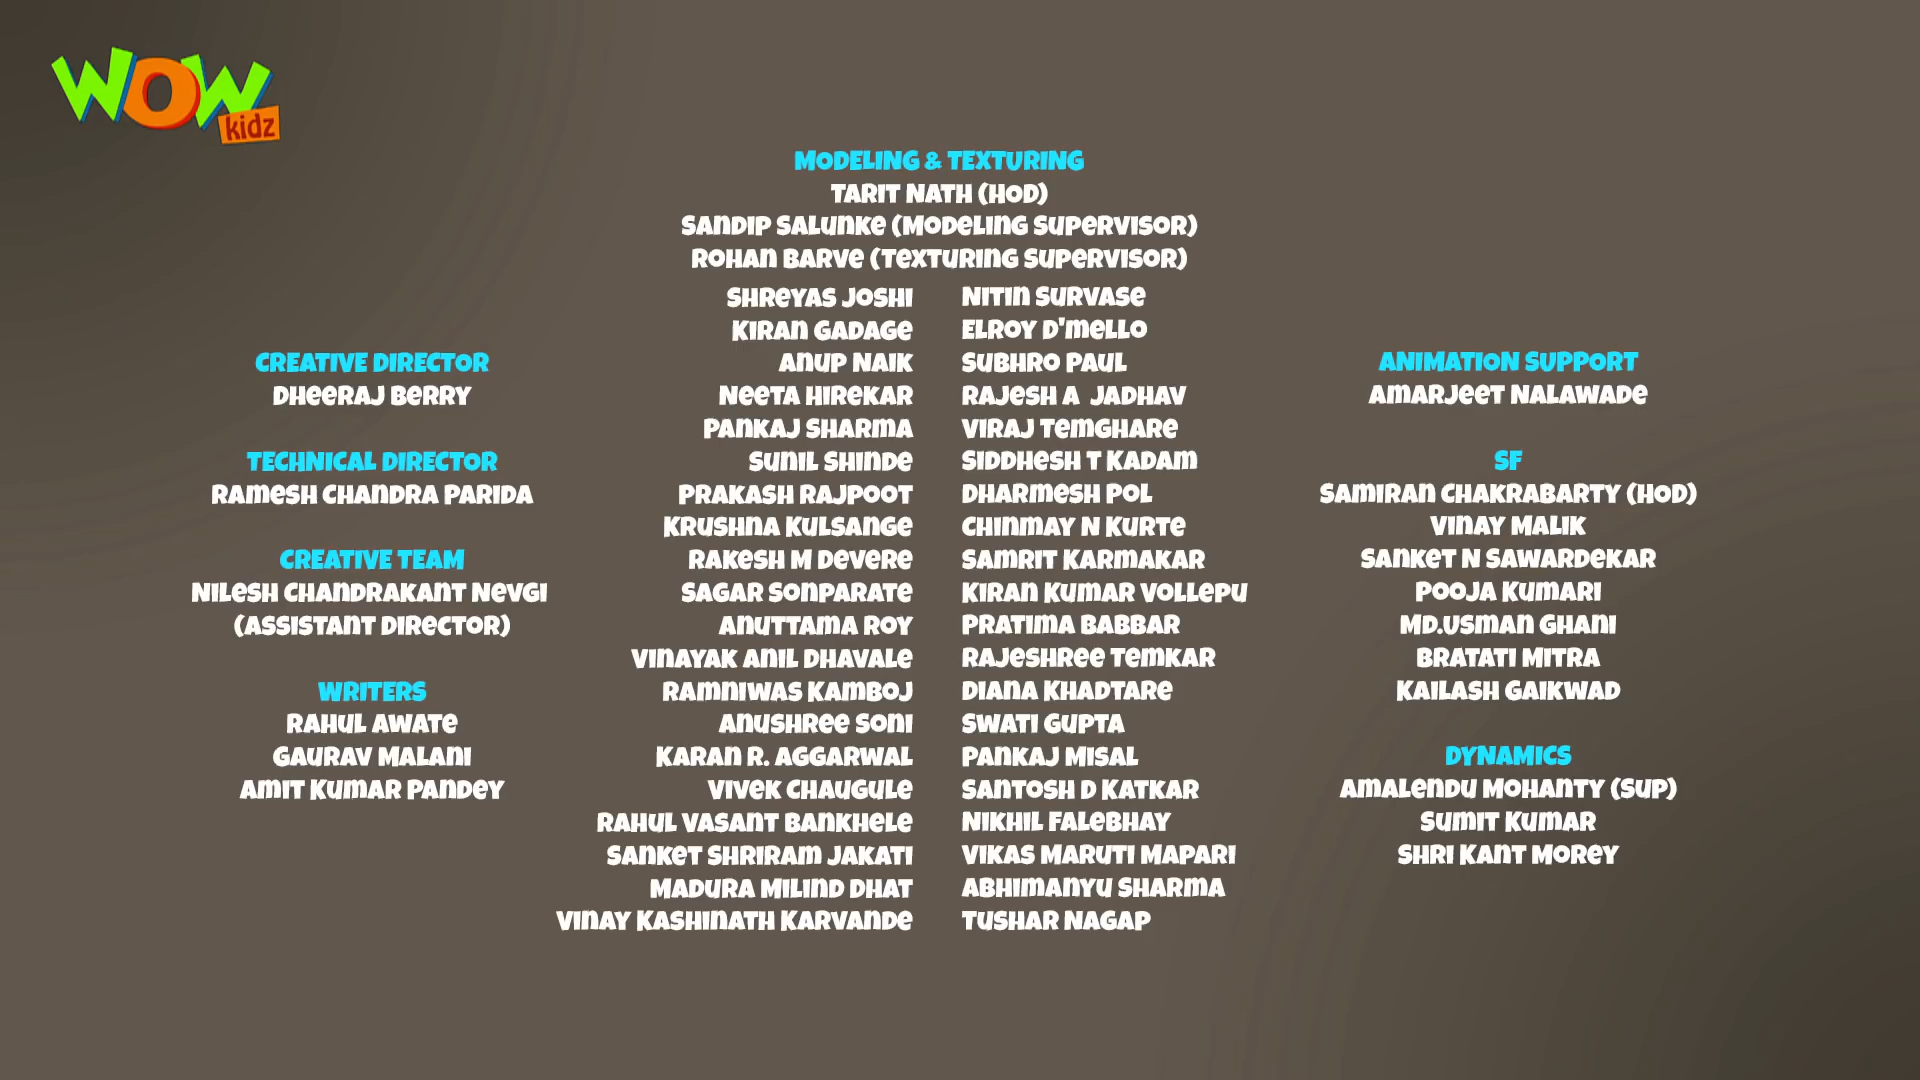 WOW
kidz
CREATIVE DIRECTOR
DHEERAJ BERRY
TECHNICAL DIRECTOR
RAMESH CHANDRA PARIDA
CREATIVE TEAM
NILESH CHANDRAKANT NEVGI
(ASSISTANT DIRECTOR)
WRITERS
RAHUL AWATE
GAURAV MALANI
AMIT KUMAR PANDEY
MODELING & TEXTURING
TARIT NATH (HOD)
SANDIP SALUNKE (MODELING SUPERVISOR)
ROHAN BARVE (TEXTURING SUPERVISOR)
SHREYAS JOSHI
KIRAN GADAGE
ANUP NAIK
NEETA HIREKAR
PANKAJ SHARMA
SUNIL SHINDE
PRAKASH RAJPOOT
KRUSHNA KULSANGE
RAKESH M DEVERE
SAGAR SONPARATE
ANUTTAMA ROY
VINAYAK ANIL DHAVALE
RAMNIWAS KAMBOJ
ANUSHREE SONI
KARAN R. AGGARWAL
VIVEK CHAUGULE
RAHUL VASANT BANKHELE
SANKET SHRIRAM JAKATI
MADURA MILIND DHAT
VINAY KASHINATH KARVANDE
NITIN SURVASE
ELROY D'MELLO
SUBHRO PAUL
RAJESH A JADHAV
VIRAJ TEMGHARE
SIDDHESH T KADAM
DHARMESH POL
CHINMAY N KURTE
SAMRIT KARMAKAR
KIRAN KUMAR VOLLEPU
PRATIMA BABBAR
RAJESHREE TEMKAR
DIANA KHADTARE
SWATI GUPTA
PANKAJ MISAL
SANTOSH D KATKAR
NIKHIL FALEBHAY
VIKAS MARUTI MAPARI
ABHIMANYU SHARMA
TUSHAR NAGAP
ANIMATION SUPPORT
AMARJEET NALAWADE
SF
SAMIRAN CHAKRABARTY (HOD)
VINAY MALIK
SANKET N SAWARDEKAR
POOJA KUMARI
MD.USMAN GHANI
BRATATI MITRA
KAILASH GAIKWAD
DYNAMICS
AMALENDU MOHANTY (SUP)
SUMIT KUMAR
SHRI KANT MOREY